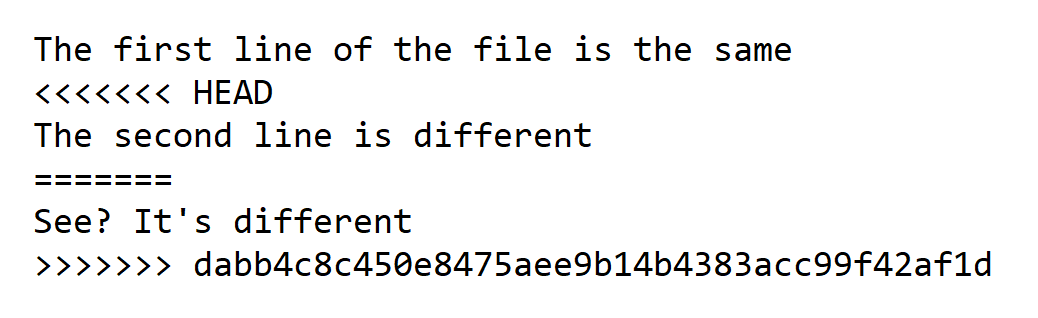 The first line of the file is the same
<<<<<<< HEAD
The second line is different
=======
See? It's different
>>>>>>> dabb4c8c450e8475aee9b14b4383acc99f42af1d